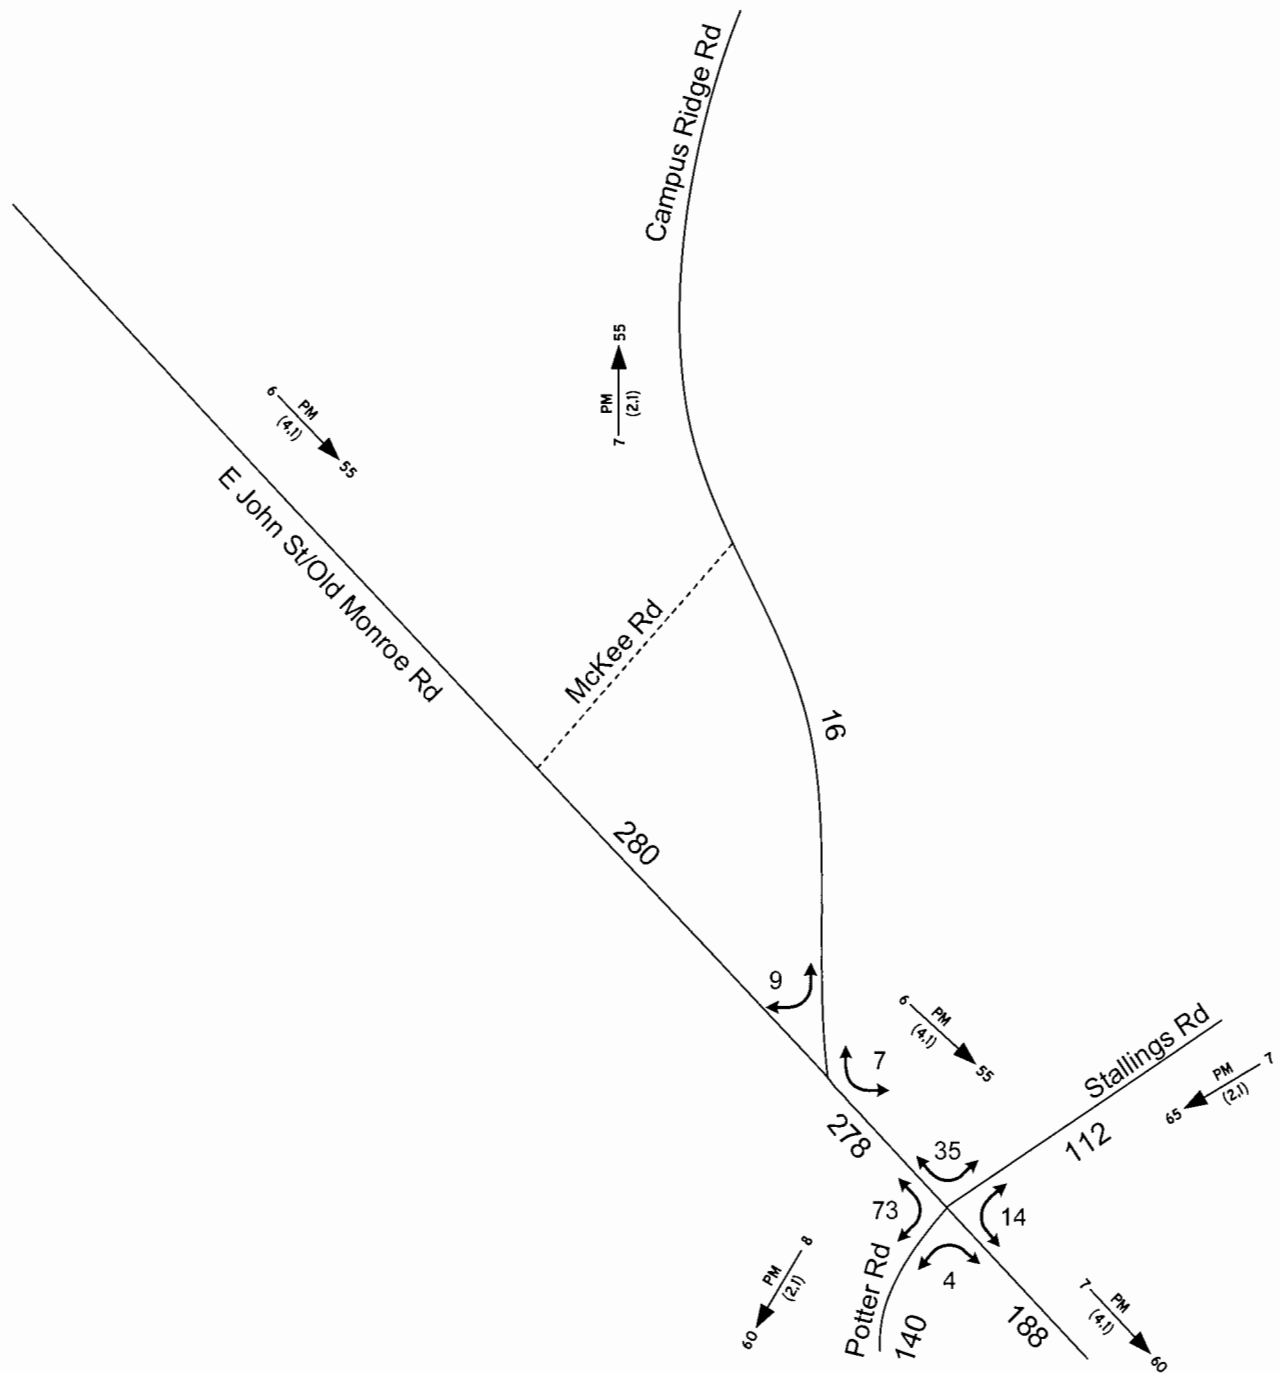 Campus Ridge Rd
6 PM 55
(4,1)
7 PM 55
(2,1)
E John St/Old Monroe Rd
McKee Rd
16
280
9
7
6 PM 55
(4,1)
Stallings Rd
7 PM 65
(2,1)
278
112
35
73
14
4
8 PM 60
(2,1)
Potter Rd
140
188
7 PM 60
(4,1)